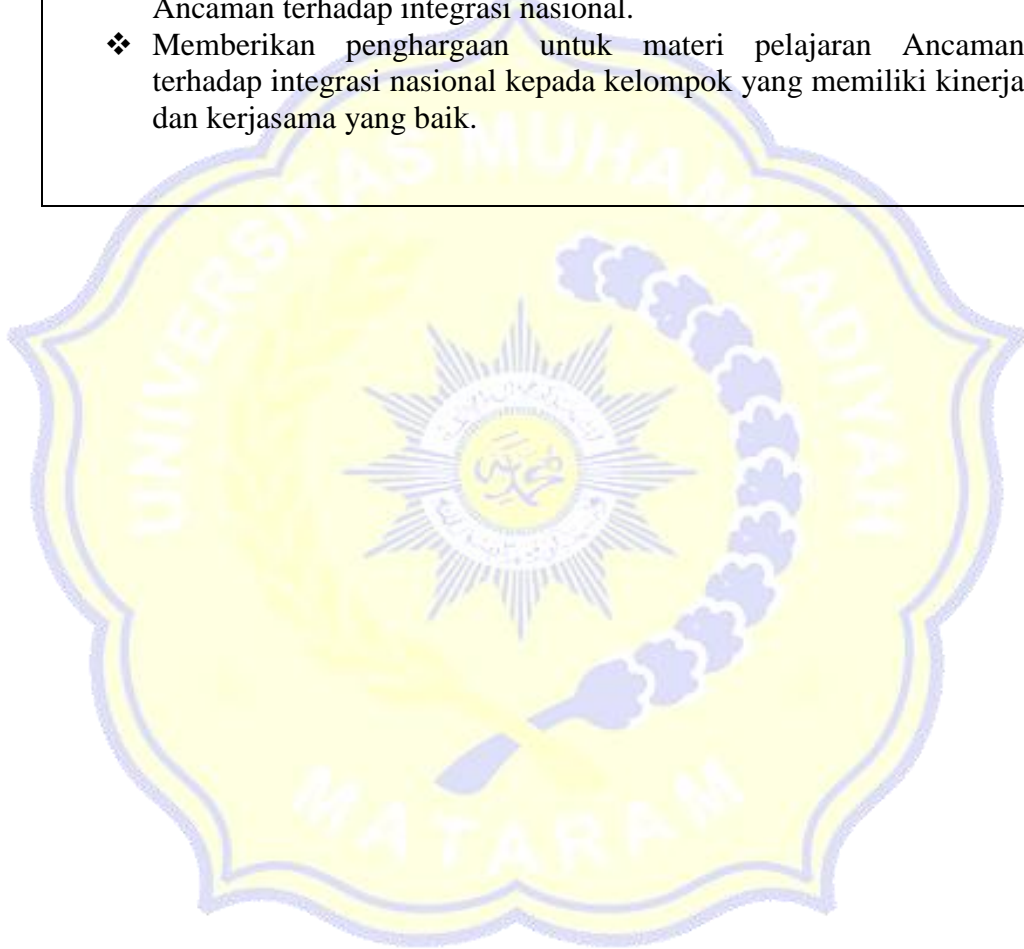 Ancaman terhadap integrasi nasional.
❖ Memberikan penghargaan untuk materi pelajaran Ancaman
terhadap integrasi nasional kepada kelompok yang memiliki kinerja
dan kerjasama yang baik.
UNIVERSITAS MUHAMMADIYAH
MATARAM